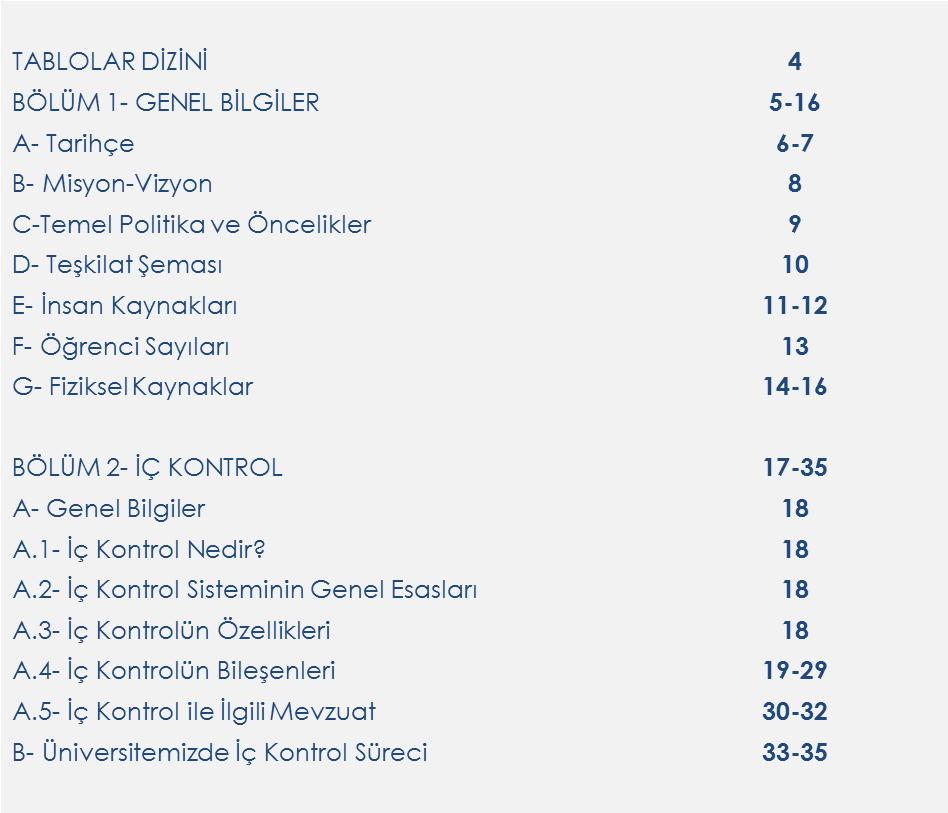 TABLOLAR DİZİNİ 4
BÖLÜM 1- GENEL BİLGİLER 5-16
A- Tarihçe 6-7
B- Misyon-Vizyon 8
C-Temel Politika ve Öncelikler 9
D- Teşkilat Şeması 10
E- İnsan Kaynakları 11-12
F- Öğrenci Sayıları 13
G- Fiziksel Kaynaklar 14-16
BÖLÜM 2- İÇ KONTROL 17-35
A- Genel Bilgiler 18
A.1- İç Kontrol Nedir? 18
A.2- İç Kontrol Sisteminin Genel Esasları 18
A.3- İç Kontrolün Özellikleri 18
A.4- İç Kontrolün Bileşenleri 19-29
A.5- İç Kontrol ile İlgili Mevzuat 30-32
B- Üniversitemizde İç Kontrol Süreci 33-35